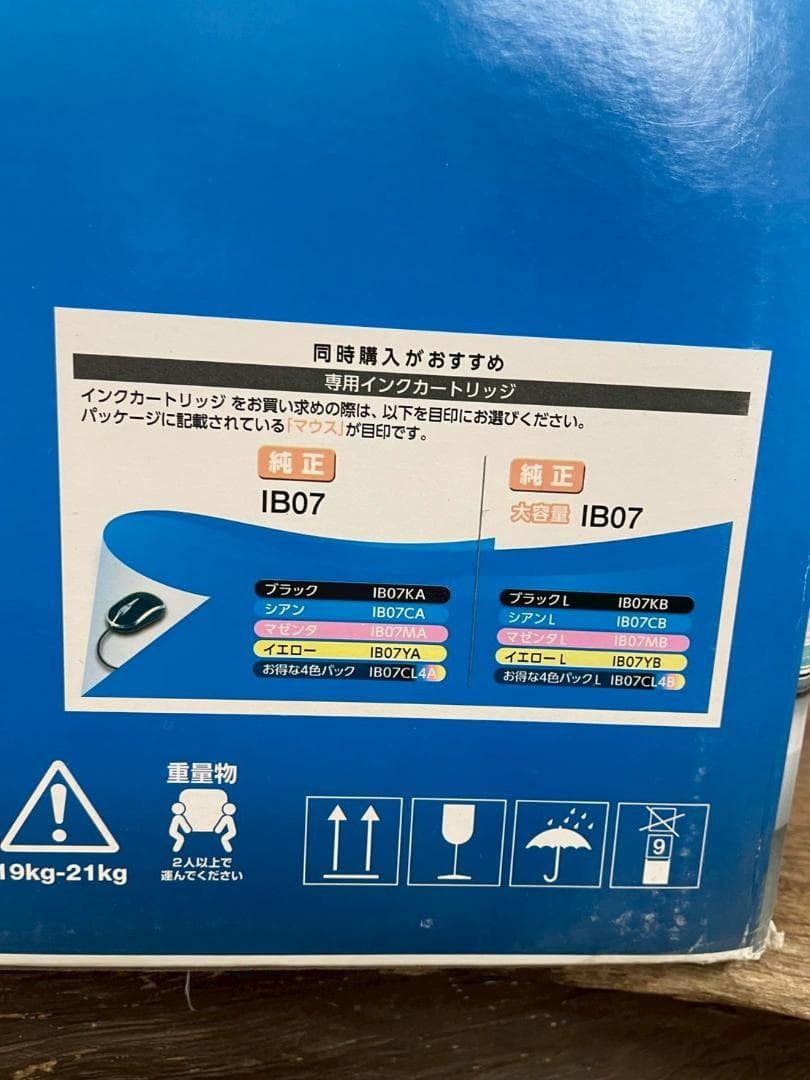 同時購入がおすすめ
専用インクカートリッジ
インクカートリッジ をお買い求めの際は、以下を目印にお選びください。
パッケージに記載されている「マウス」が目印です。
純正
IB07
ブラック IB07KA
シアン IB07CA
マゼンタ IB07MA
イエロー IB07YA
お得な4色パック IB07CL4A
純正
大容量 IB07
ブラックL IB07KB
シアンL IB07CB
マゼンタL IB07MB
イエローL IB07YB
お得な4色パックL IB07CL4B
19kg-21kg
重量物
2人以上で
運んでください
9